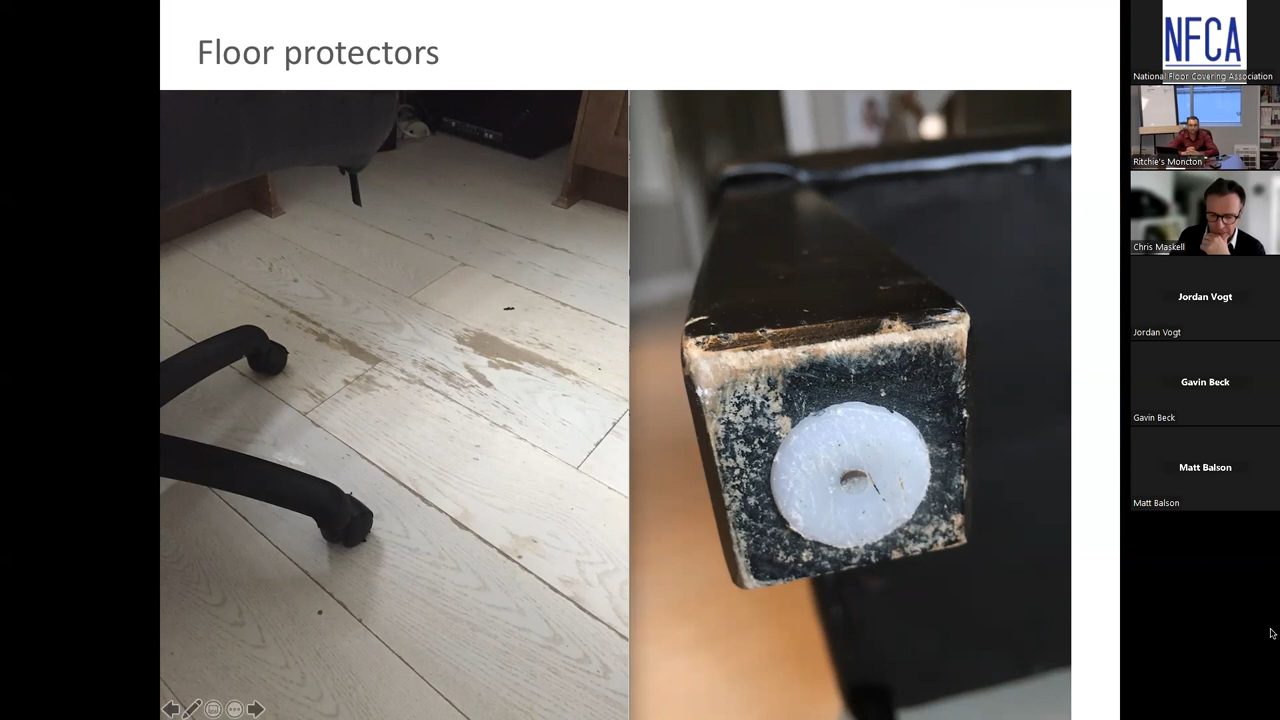 Floor protectors
NFCA
National Floor Covering Association
Ritchie's Moncton
Chris Maskell
Jordan Vogt
Jordan Vogt
Gavin Beck
Gavin Beck
Matt Balson
Matt Balson